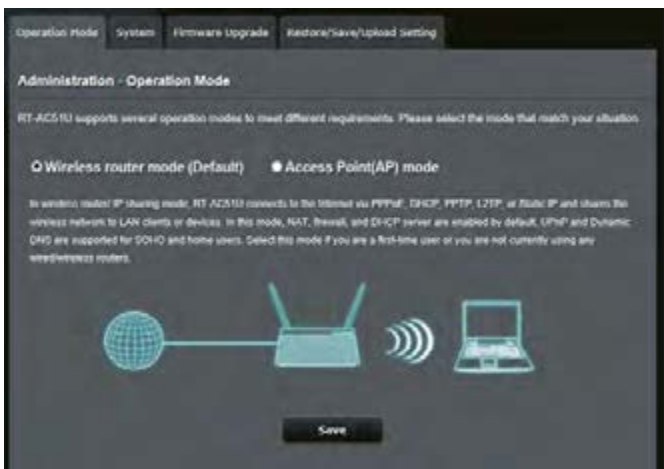 Operation Mode System Firmware Upgrade Restore/Save/Upload Setting
Administration - Operation Mode
RT-AC51U supports several operation modes to meet different requirements. Please select the mode that match your situation.
Wireless router mode (Default) Access Point(AP) mode
In wireless router/ IP sharing mode, RT-AC51U connects to the Internet via PPPoE, DHCP, PPTP, L2TP, or Static IP and shares the
wireless network to LAN clients or devices. In this mode, NAT, firewall, and DHCP server are enabled by default. UPnP and Dynamic
DNS are supported for SOHO and home users. Select this mode if you are a first-time user or you are not currently using any
wired/wireless routers.
Save